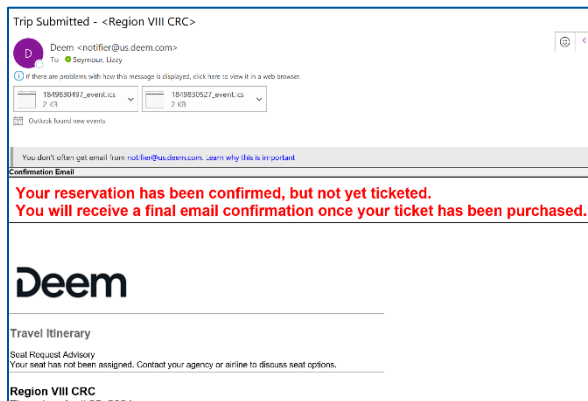 Trip Submitted - <Region VIII CRC>
D
Deem <notifier@us.deem.com>
To Seymour, Lizzy
If there are problems with how this message is displayed, click here to view it in a web browser.
1849830497_event.ics
2 KB
1849830527_event.ics
2 KB
Outlook found new events
You don't often get email from notifier@us.deem.com. Learn why this is important
Confirmation Email
Your reservation has been confirmed, but not yet ticketed.
You will receive a final email confirmation once your ticket has been purchased.
Deem
Travel Itinerary
Seat Request Advisory
Your seat has not been assigned. Contact your agency or airline to discuss seat options.
Region VIII CRC